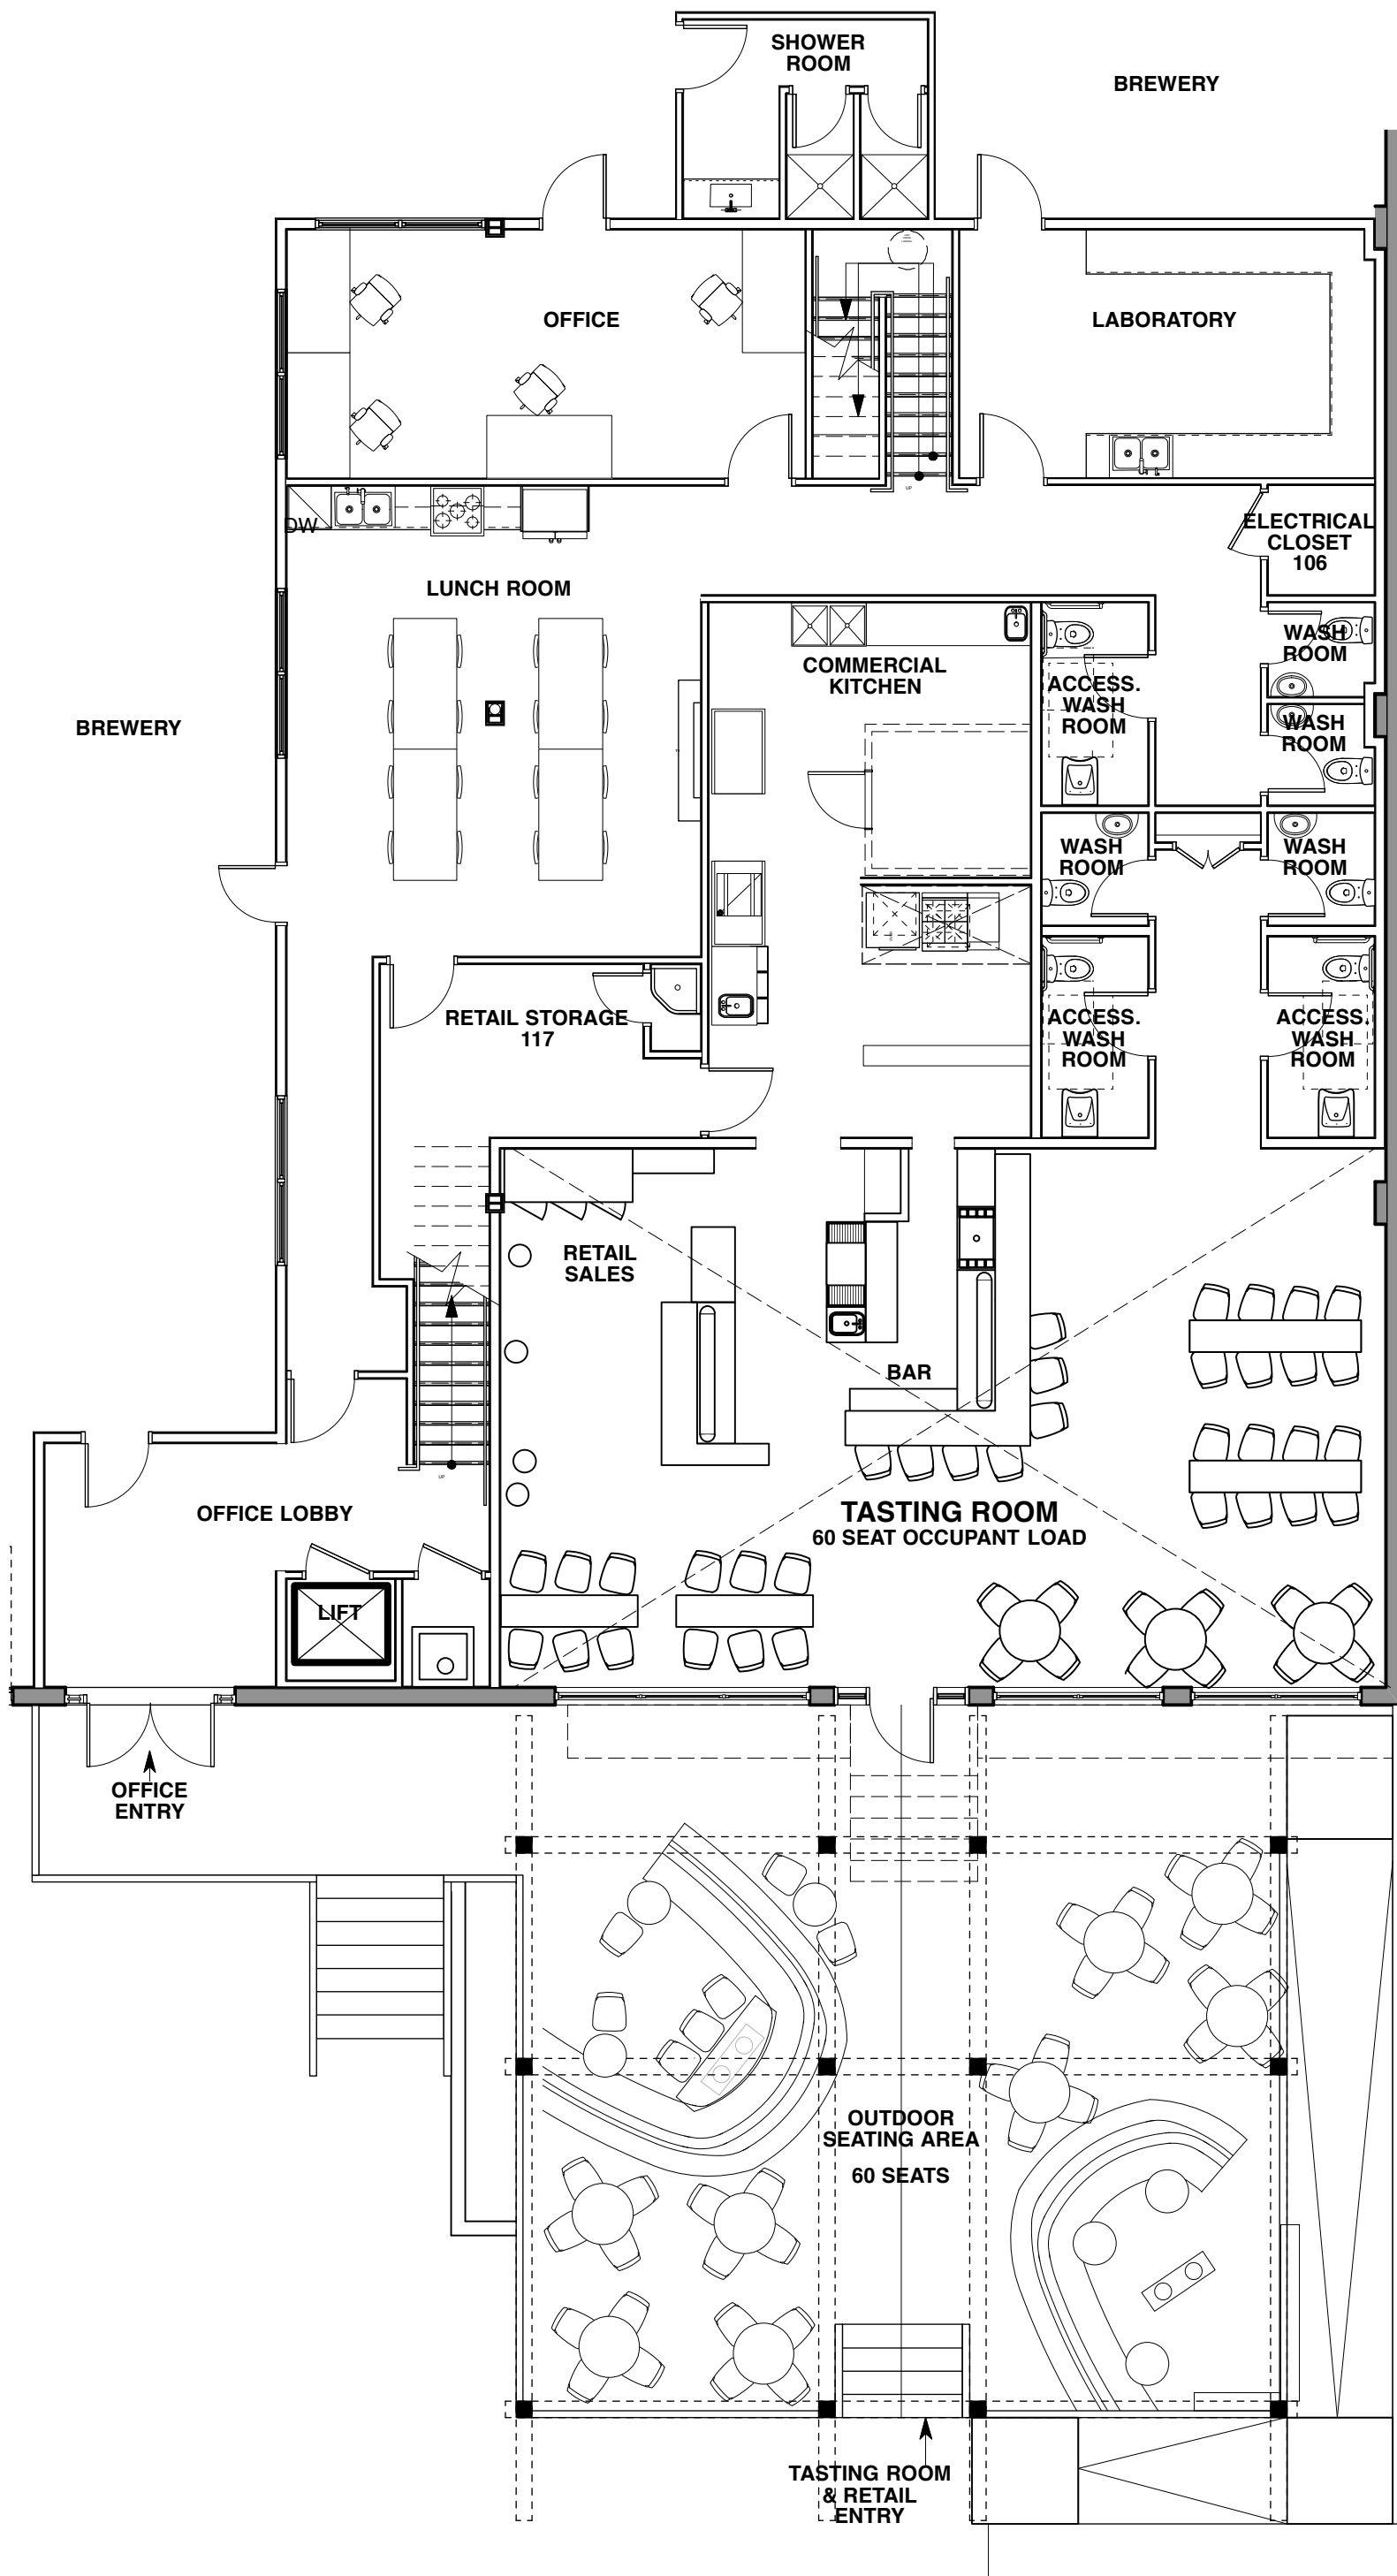 SHOWER
ROOM
BREWERY
OFFICE
LABORATORY
UP
DW
ELECTRICAL
CLOSET
106
LUNCH ROOM
WASH
ROOM
COMMERCIAL
KITCHEN
ACCESS.
WASH
ROOM
BREWERY
WASH
ROOM
WASH
ROOM
WASH
ROOM
RETAIL STORAGE
117
ACCESS.
WASH
ROOM
ACCESS.
WASH
ROOM
RETAIL
SALES
BAR
UP
OFFICE LOBBY
TASTING ROOM
60 SEAT OCCUPANT LOAD
LIFT
OFFICE
ENTRY
OUTDOOR
SEATING AREA
60 SEATS
TASTING ROOM
& RETAIL
ENTRY